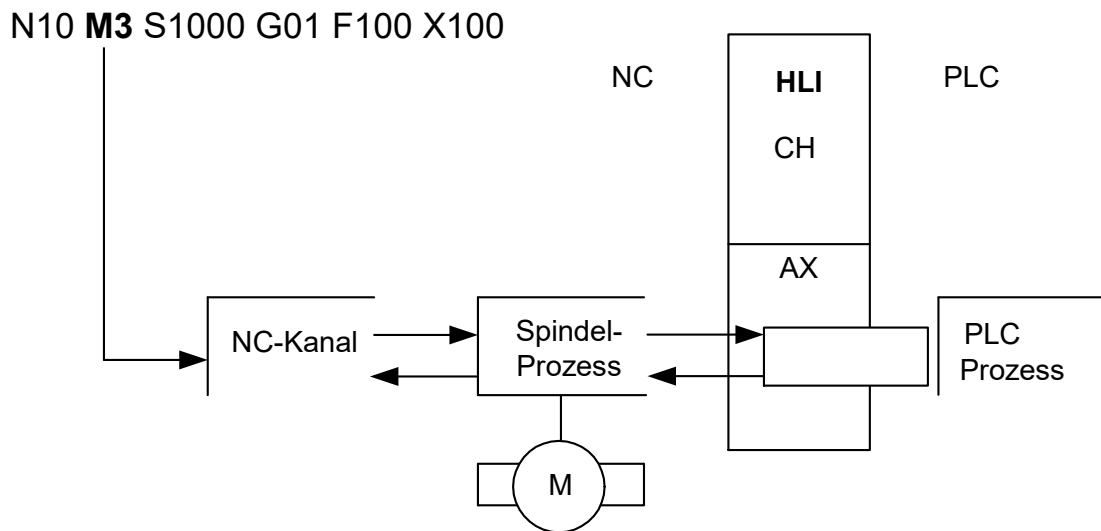 N10 M3 S1000 G01 F100 X100
NC
HLI
PLC
CH
AX
NC-Kanal
Spindel-
Prozess
PLC
Prozess
M